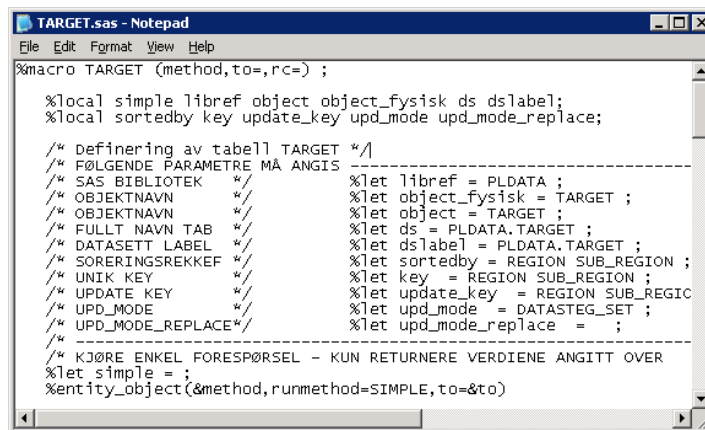 TARGET.sas - Notepad
File Edit Format View Help
%macro TARGET (method,to=,rc=) ;
%local simple libref object object_fysisk ds dslabel;
%local sortedby key update_key upd_mode upd_mode_replace;
/* Definering av tabell TARGET */
/* FØLGENDE PARAMETRE MÅ ANGIS -------------------------------------
/* SAS BIBLIOTEK */ %let libref = PLDATA ;
/* OBJEKTNAVN */ %let object_fysisk = TARGET ;
/* OBJEKTNAVN */ %let object = TARGET ;
/* FULLT NAVN TAB */ %let ds = PLDATA.TARGET ;
/* DATASETT LABEL */ %let dslabel = PLDATA.TARGET ;
/* SORERINGSREKKEF */ %let sortedby = REGION SUB_REGION ;
/* UNIK KEY */ %let key = REGION SUB_REGION ;
/* UPDATE KEY */ %let update_key = REGION SUB_REGIO
/* UPD_MODE */ %let upd_mode = DATASTEG_SET ;
/* UPD_MODE_REPLACE*/ %let upd_mode_replace = ;
/* -----------------------------------------------------------------
/* KJØRE ENKEL FORESPØRSEL - KUN RETURNERE VERDIENE ANGITT OVER
%let simple = ;
%entity_object(&method,runmethod=SIMPLE,to=&to)